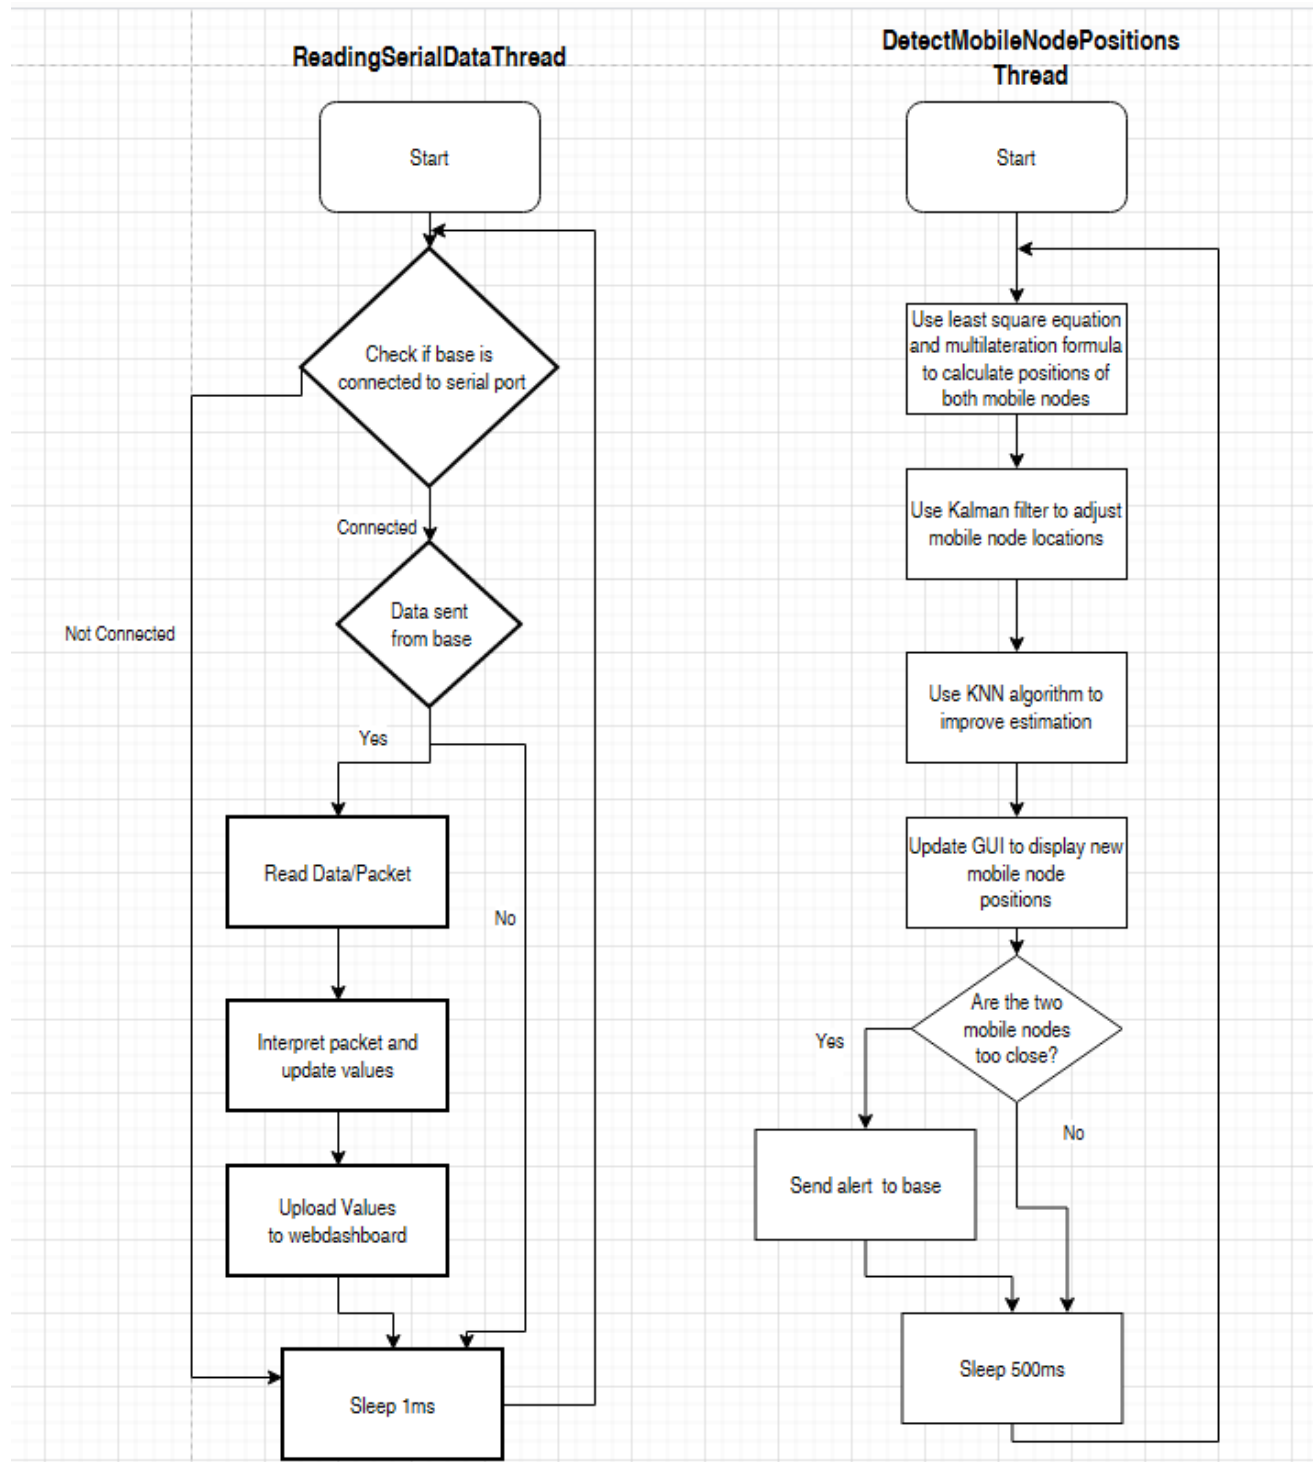 ReadingSerialDataThread
Start
Check if base is
connected to serial port
Connected
Data sent
from base
Not Connected
Yes
No
Read Data/Packet
Interpret packet and
update values
Upload Values
to webdashboard
Sleep 1ms
DetectMobileNodePositions
Thread
Start
Use least square equation
and multilateration formula
to calculate positions of
both mobile nodes
Use Kalman filter to adjust
mobile node locations
Use KNN algorithm to
improve estimation
Update GUI to display new
mobile node
positions
Are the two
mobile nodes
too close?
Yes
No
Send alert to base
Sleep 500ms